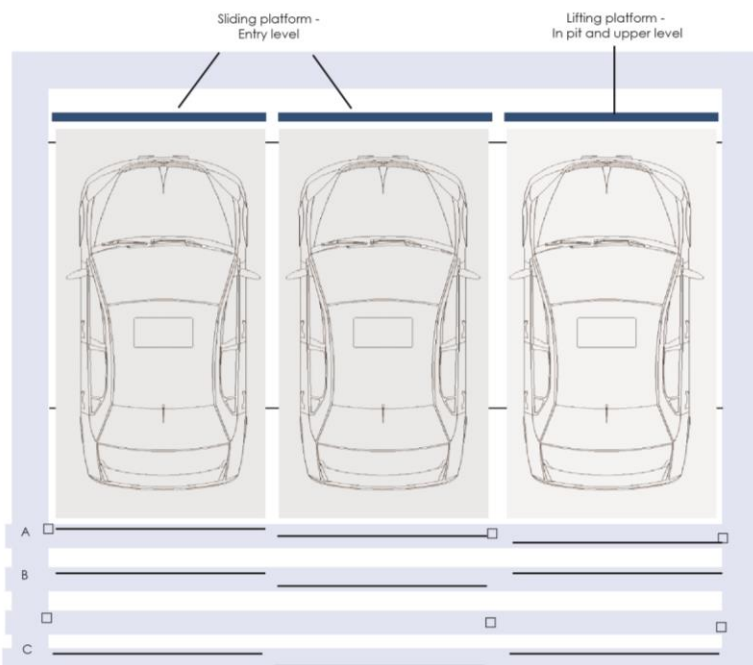 Sliding platform -
Entry level
Lifting platform -
In pit and upper level
A
B
C